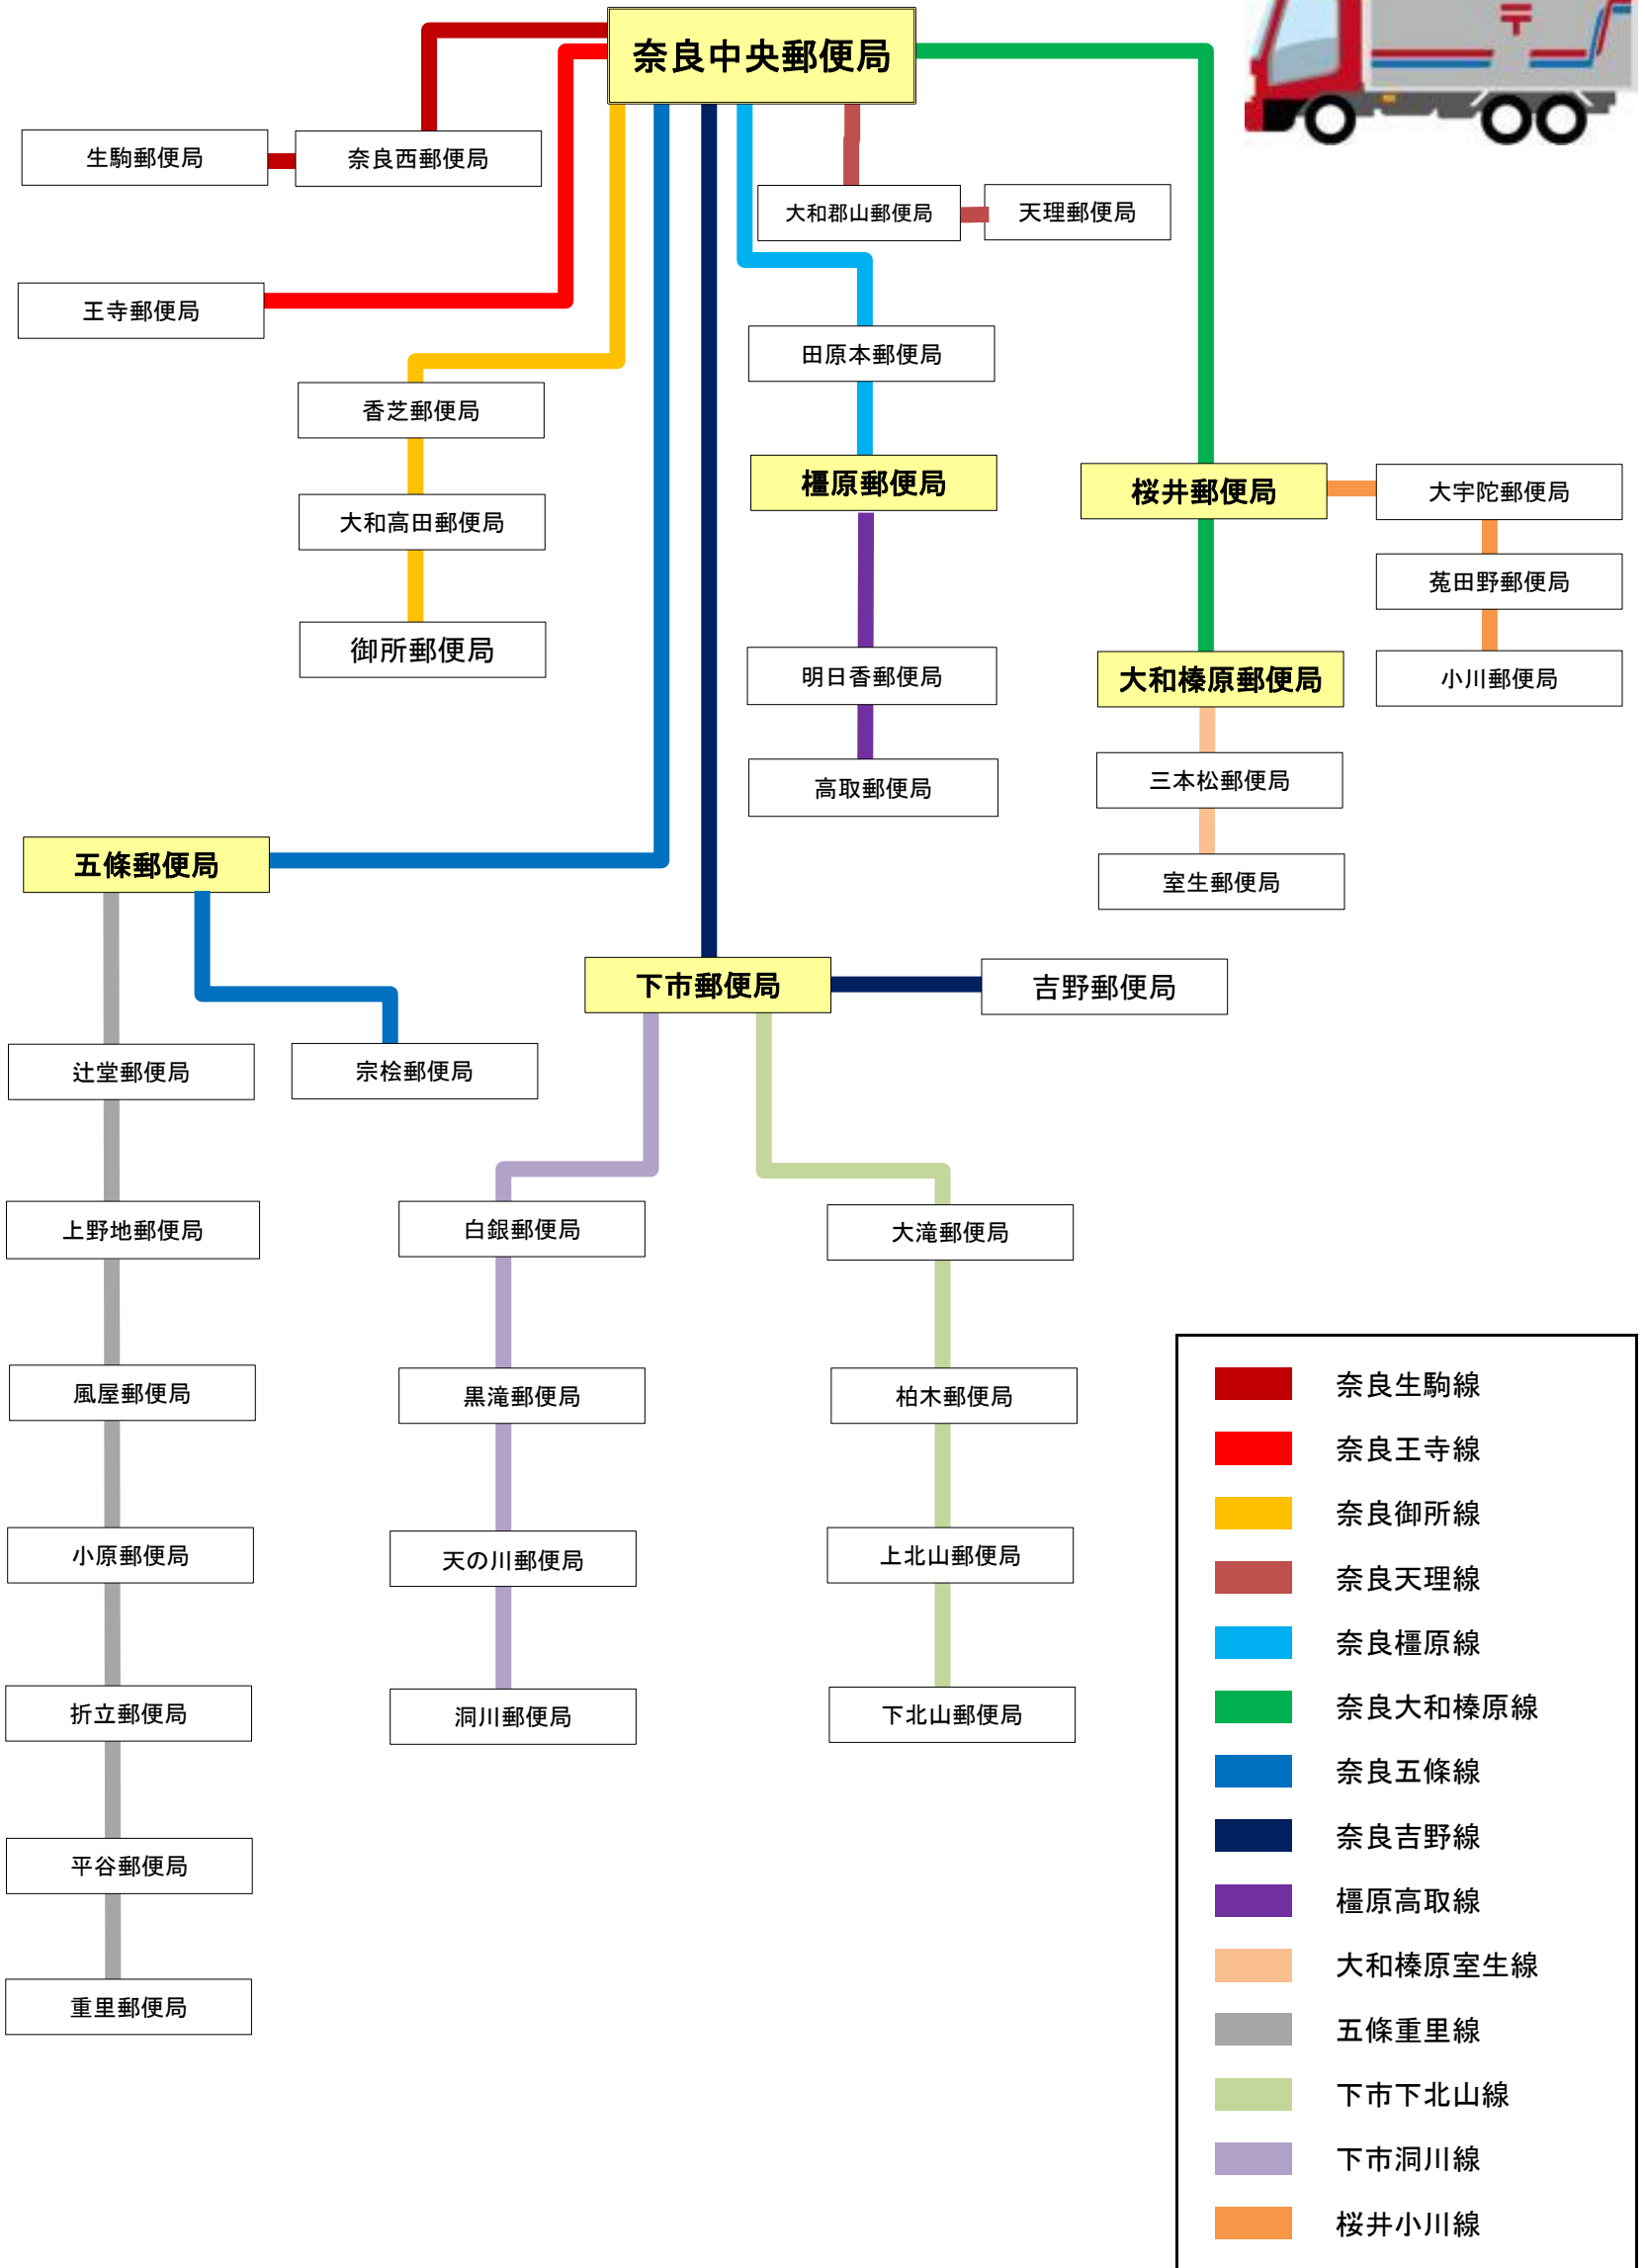 奈良中央郵便局
生駒郵便局
奈良西郵便局
大和郡山郵便局
天理郵便局
王寺郵便局
田原本郵便局
香芝郵便局
橿原郵便局
桜井郵便局
大宇陀郵便局
大和高田郵便局
菟田野郵便局
御所郵便局
明日香郵便局
大和榛原郵便局
小川郵便局
三本松郵便局
高取郵便局
五條郵便局
室生郵便局
下市郵便局
吉野郵便局
辻堂郵便局
宗桧郵便局
上野地郵便局
白銀郵便局
大滝郵便局
風屋郵便局
黒滝郵便局
柏木郵便局
小原郵便局
天の川郵便局
上北山郵便局
折立郵便局
洞川郵便局
下北山郵便局
平谷郵便局
重里郵便局
奈良生駒線
奈良王寺線
奈良御所線
奈良天理線
奈良橿原線
奈良大和榛原線
奈良五條線
奈良吉野線
橿原高取線
大和榛原室生線
五條重里線
下市下北山線
下市洞川線
桜井小川線